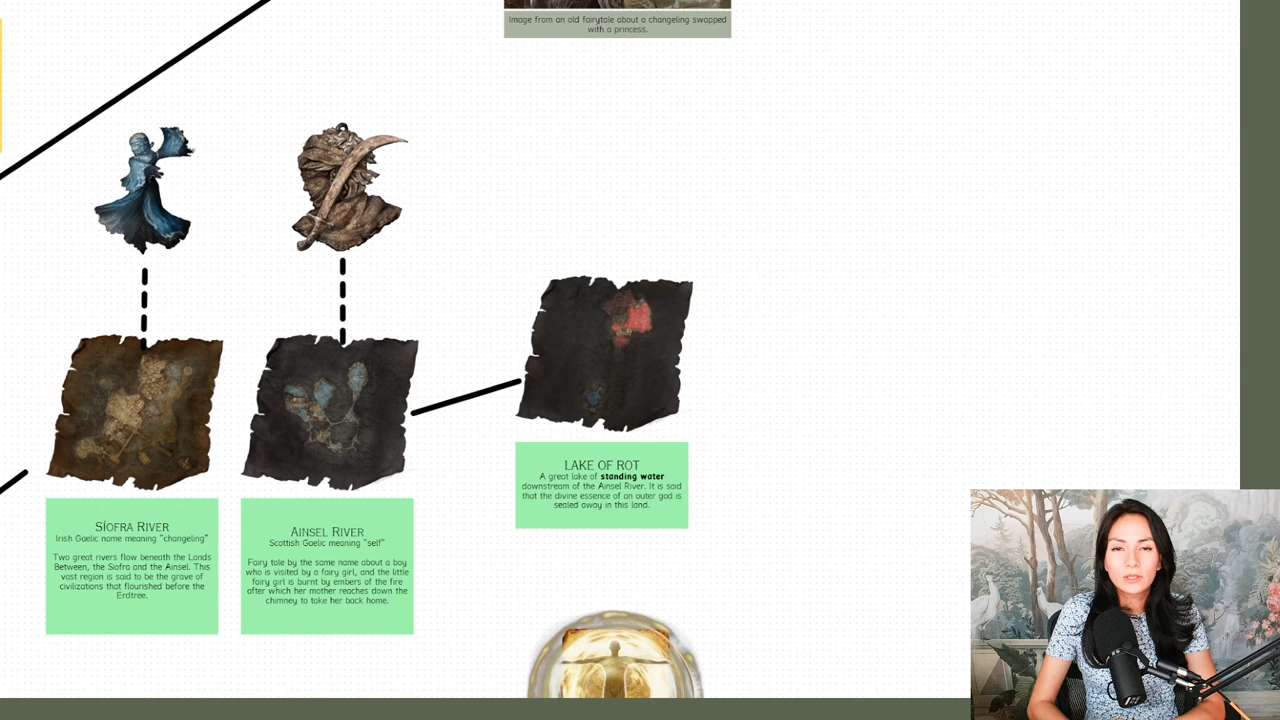 Image from an old fairytale about a changeling swapped
with a princess.
LAKE OF ROT
A great lake of standing water
downstream of the Ainsel River. It is said
that the divine essence of an outer god is
sealed away in this land.
SÍOFRA RIVER
Irish Gaelic name meaning "changeling"
Two great rivers flow beneath the Lands
Between, the Siofra and the Ainsel. This
vast region is said to be the grave of
civilizations that flourished before the
Erdtree.
AINSEL RIVER
Scottish Gaelic meaning "self"
Fairy tale by the same name about a boy
who is visited by a fairy girl, and the little
fairy girl is burnt by embers of the fire
after which her mother reaches down the
chimney to take her back home.